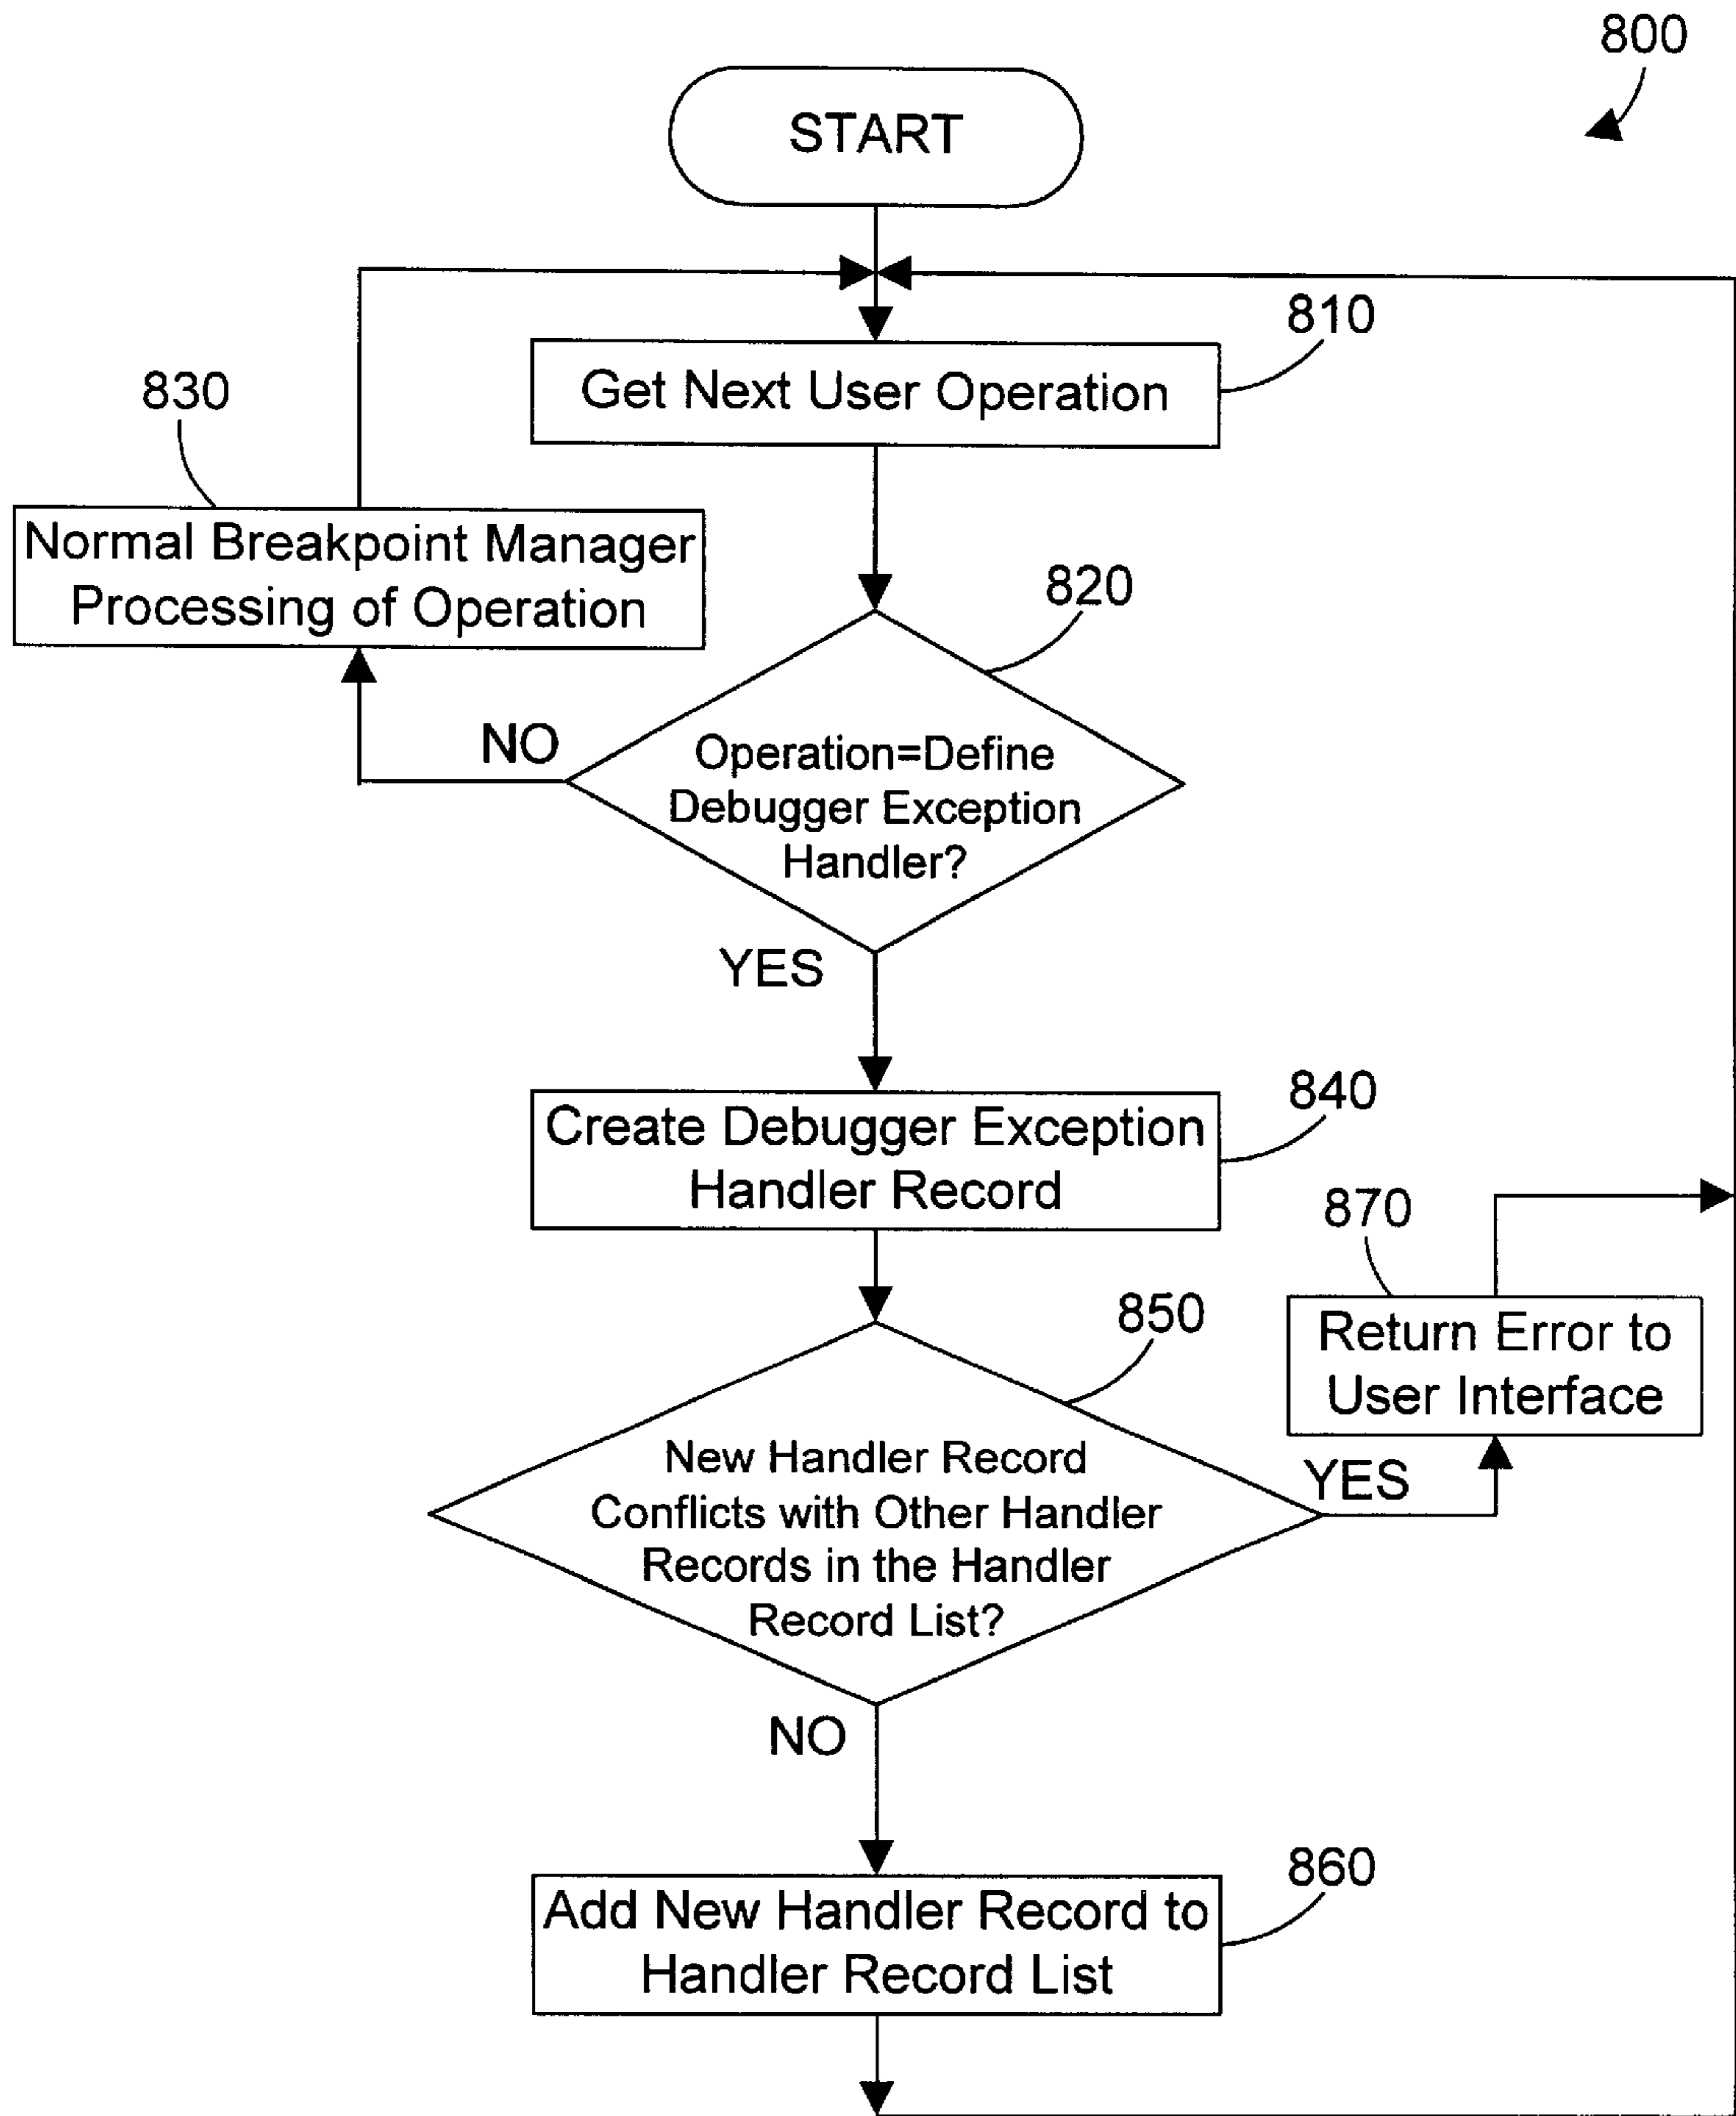 800
START
810
Get Next User Operation
830
Normal Breakpoint Manager
Processing of Operation
820
NO
Operation=Define
Debugger Exception
Handler?
YES
840
Create Debugger Exception
Handler Record
870
Return Error to
User Interface
850
New Handler Record
Conflicts with Other Handler
Records in the Handler
Record List?
YES
NO
860
Add New Handler Record to
Handler Record List